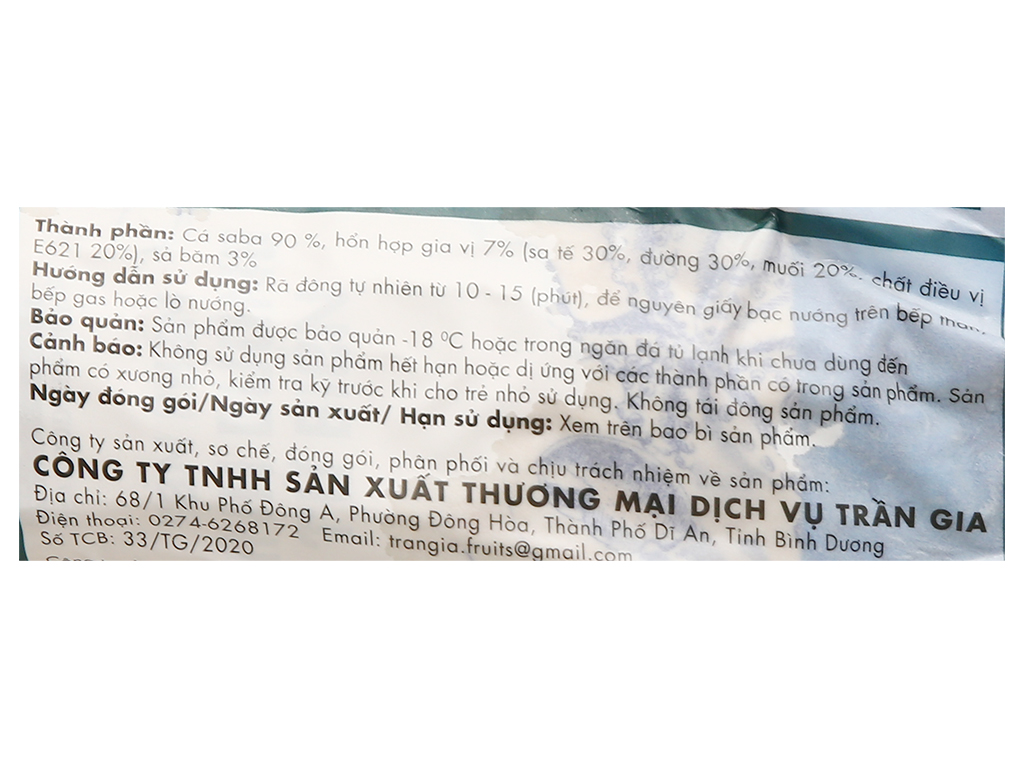 Thành phần: Cá saba 90 %, hỗn hợp gia vị 7% (sa tế 30%, đường 30%, muối 20%. chất điều vị
E621 20%), sả băm 3%
Hướng dẫn sử dụng: Rã đông tự nhiên từ 10 - 15 (phút), để nguyên giấy bạc nướng trên bếp than,
bếp gas hoặc lò nướng.
Bảo quản: Sản phẩm được bảo quản -18 ⁰C hoặc trong ngăn đá tủ lạnh khi chưa dùng đến
Cảnh báo: Không sử dụng sản phẩm hết hạn hoặc dị ứng với các thành phần có trong sản phẩm. Sản
phẩm có xương nhỏ, kiểm tra kỹ trước khi cho trẻ nhỏ sử dụng. Không tái đông sản phẩm.
Ngày đóng gói/Ngày sản xuất/ Hạn sử dụng: Xem trên bao bì sản phẩm.
Công ty sản xuất, sơ chế, đóng gói, phân phối và chịu trách nhiệm về sản phẩm:
CÔNG TY TNHH SẢN XUẤT THƯƠNG MẠI DỊCH VỤ TRẦN GIA
Địa chỉ: 68/1 Khu Phố Đông A, Phường Đông Hòa, Thành Phố Dĩ An, Tỉnh Bình Dương
Điện thoại: 0274-6268172 Email: trangia.fruits@gmail.com
Số TCB: 33/TG/2020